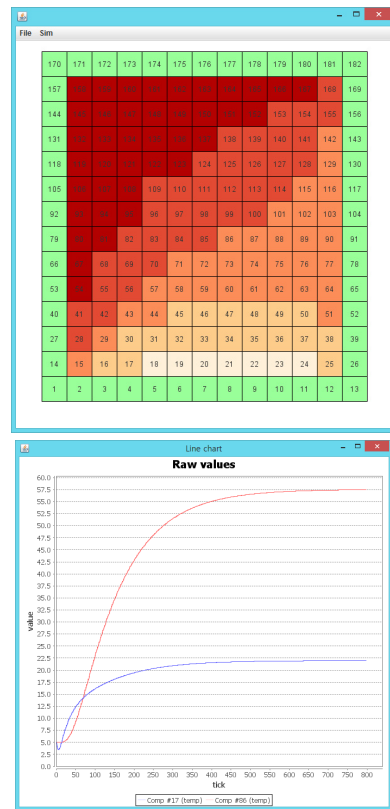 File Sim
170 171 172 173 174 175 176 177 178 179 180 181 182
157 168 169
144 153 154 155 156
131 138 139 140 141 142 143
118 124 125 126 127 128 129 130
105 109 110 111 112 113 114 115 116 117
92 96 97 98 99 100 101 102 103 104
79 82 83 84 85 86 87 88 89 90 91
66 68 69 70 71 72 73 74 75 76 77 78
53 55 56 57 58 59 60 61 62 63 64 65
40 41 42 43 44 45 46 47 48 49 50 51 52
27 28 29 30 31 32 33 34 35 36 37 38 39
14 15 16 17 18 19 20 21 22 23 24 25 26
1 2 3 4 5 6 7 8 9 10 11 12 13
Line chart
Raw values
60.0
57.5
55.0
52.5
50.0
47.5
45.0
42.5
40.0
37.5
35.0
32.5
30.0
27.5
25.0
22.5
20.0
17.5
15.0
12.5
10.0
7.5
5.0
2.5
0.0
value
0 50 100 150 200 250 300 350 400 450 500 550 600 650 700 750 800
tick
Comp #17 (temp) Comp #86 (temp)